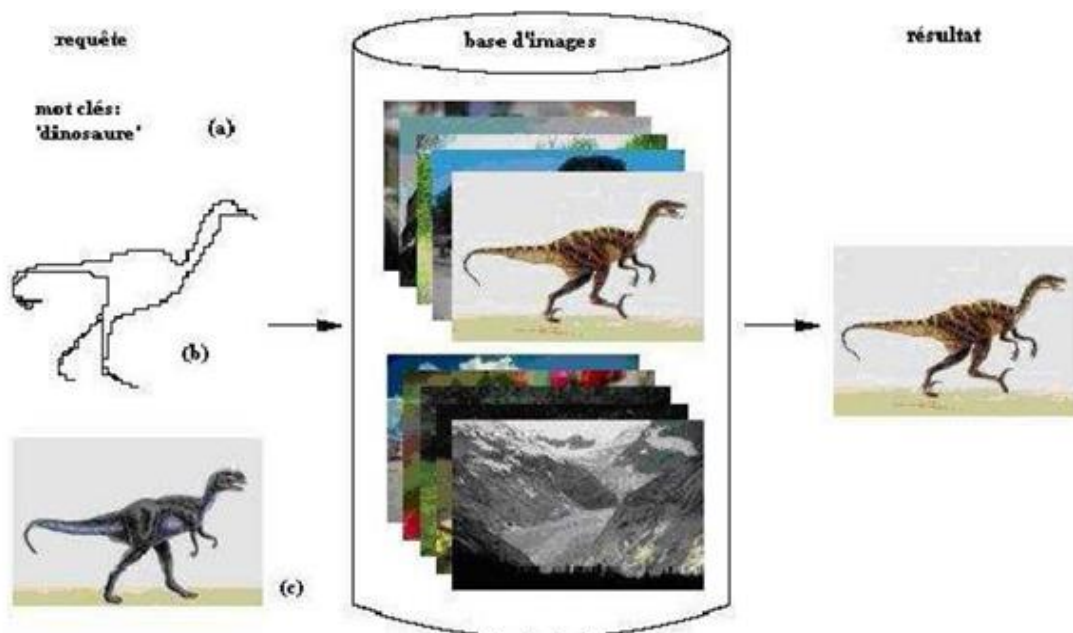 requête
base d'images
résultat
mot clés:
'dinosaure'
(a)
(b)
(c)